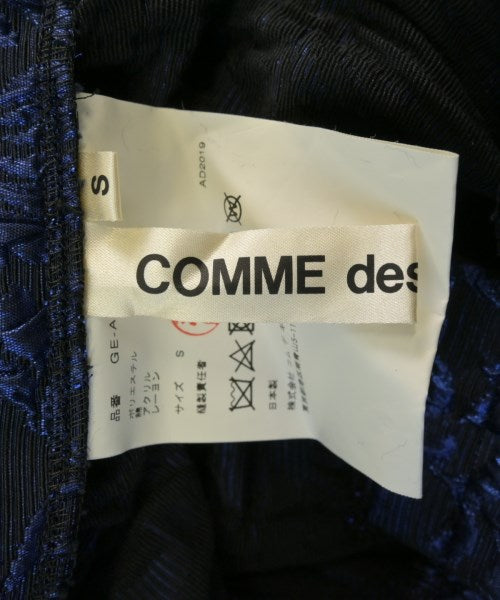 COMME des
S
AD2019
品番 GE-A
ポリエステル
綿
アクリル
レーヨン
サイズ S
縫製責任者
日本製
株式会社